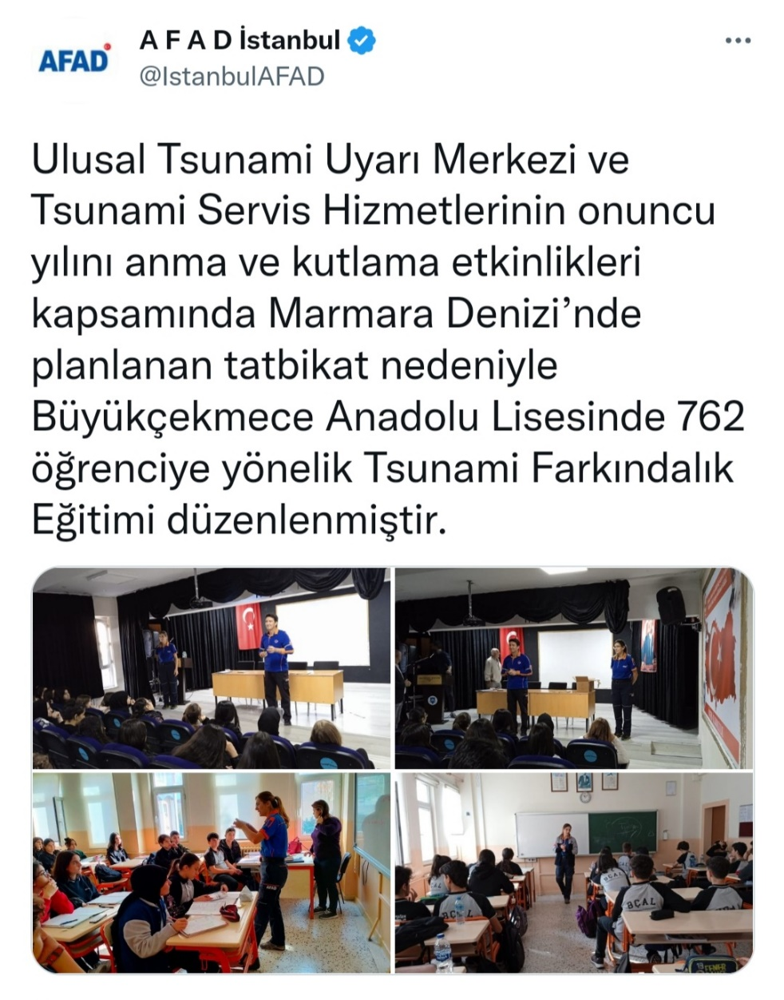 AFAD
A F A D İstanbul
@IstanbulAFAD
Ulusal Tsunami Uyarı Merkezi ve
Tsunami Servis Hizmetlerinin onuncu
yılını anma ve kutlama etkinlikleri
kapsamında Marmara Denizi’nde
planlanan tatbikat nedeniyle
Büyükçekmece Anadolu Lisesinde 762
öğrenciye yönelik Tsunami Farkındalık
Eğitimi düzenlenmiştir.
BÇAL